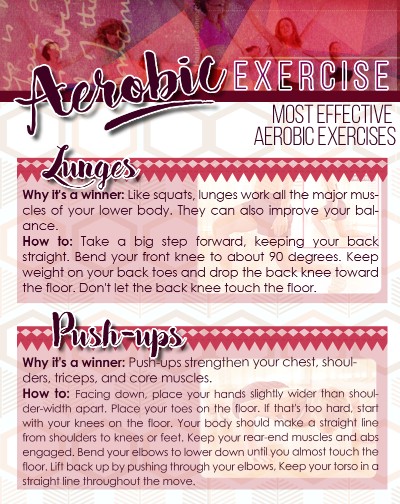 Aerobic EXERCISE
MOST EFFECTIVE
AEROBIC EXERCISES
Lunges
Why it's a winner: Like squats, lunges work all the major mus-
cles of your lower body. They can also improve your bal-
ance.
How to: Take a big step forward, keeping your back
straight. Bend your front knee to about 90 degrees. Keep
weight on your back toes and drop the back knee toward
the floor. Don't let the back knee touch the floor.
Push-ups
Why it's a winner: Push-ups strengthen your chest, shoul-
ders, triceps, and core muscles.
How to: Facing down, place your hands slightly wider than shoul-
der-width apart. Place your toes on the floor. If that's too hard, start
with your knees on the floor. Your body should make a straight line
from shoulders to knees or feet. Keep your rear-end muscles and abs
engaged. Bend your elbows to lower down until you almost touch the
floor. Lift back up by pushing through your elbows, Keep your torso in a
straight line throughout the move.